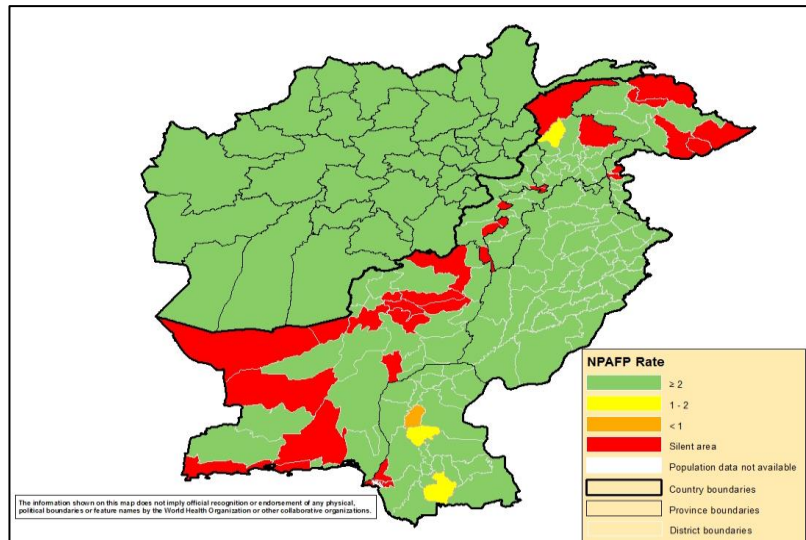 NPAFP Rate
≥ 2
1 - 2
< 1
Silent area
Population data not available
Country boundaries
Province boundaries
District boundaries
The information shown on this map does not imply official recognition or endorsement of any physical,
political boundaries or feature names by the World Health Organization or other collaborative organizations.